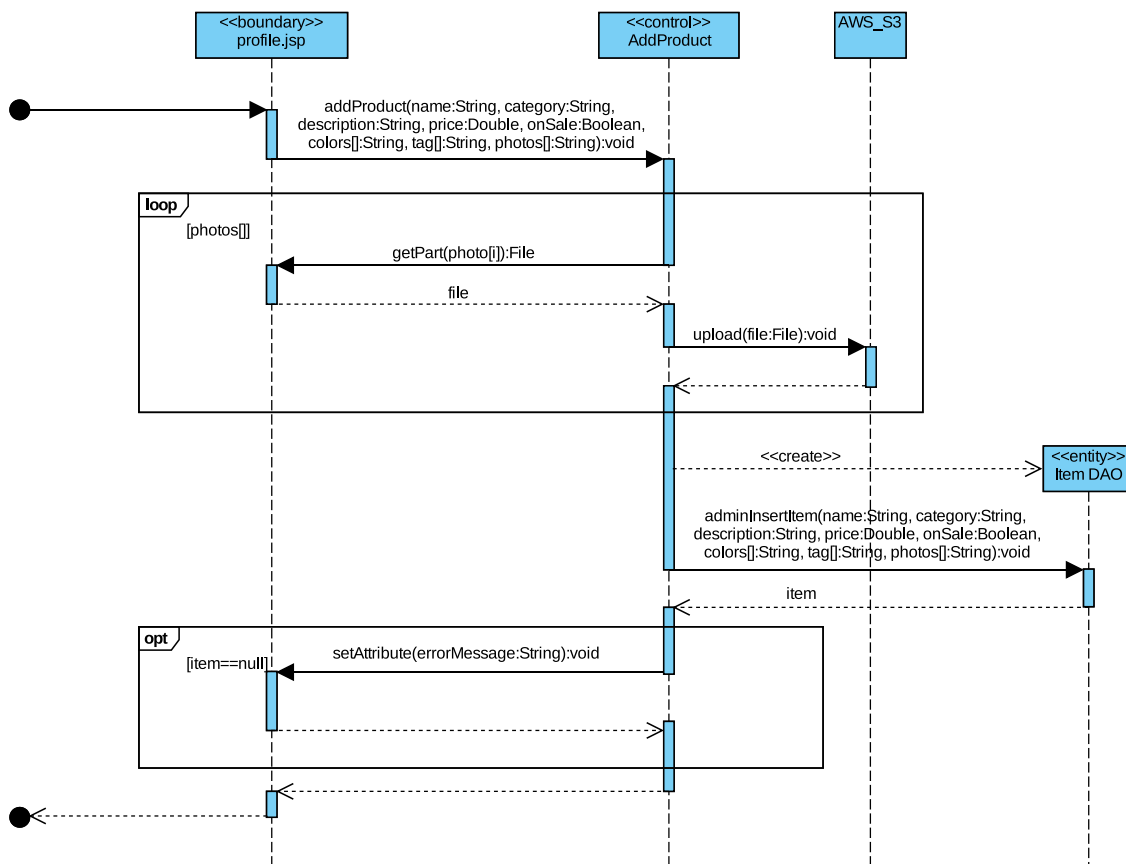 <<boundary>>
profile.jsp
<<control>>
AddProduct
AWS_S3
addProduct(name:String, category:String,
description:String, price:Double, onSale:Boolean,
colors[]:String, tag[]:String, photos[]:String):void
loop
[photos[]]
getPart(photo[i]):File
file
upload(file:File):void
<<create>>
<<entity>>
Item DAO
adminInsertItem(name:String, category:String,
description:String, price:Double, onSale:Boolean,
colors[]:String, tag[]:String, photos[]:String):void
item
opt
[item==null]
setAttribute(errorMessage:String):void